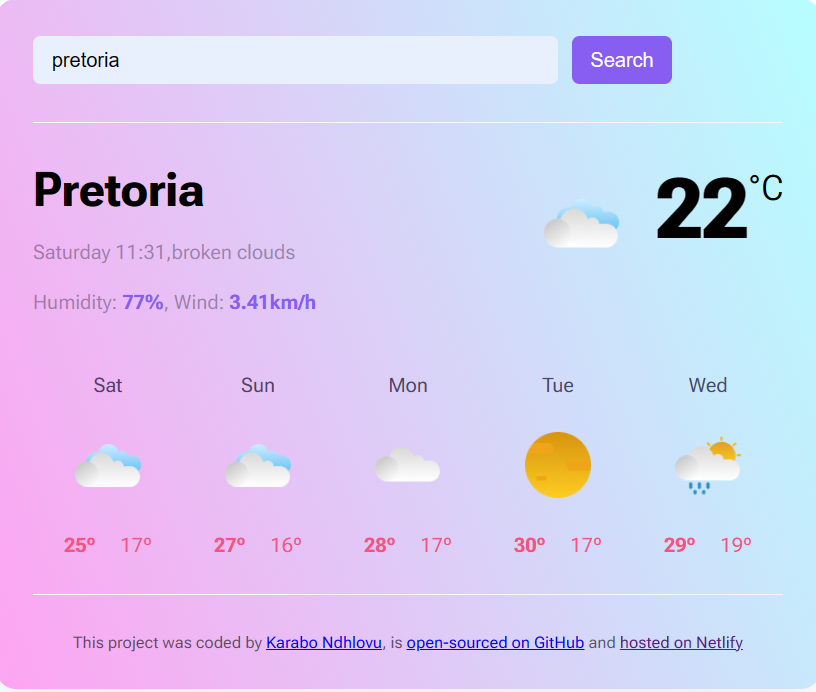 pretoria Search
Pretoria
22°C
Saturday 11:31,broken clouds
Humidity: 77%, Wind: 3.41km/h
Sat Sun Mon Tue Wed
25º 17º 27º 16º 28º 17º 30º 17º 29º 19º
This project was coded by Karabo Ndhlovu, is open-sourced on GitHub and hosted on Netlify